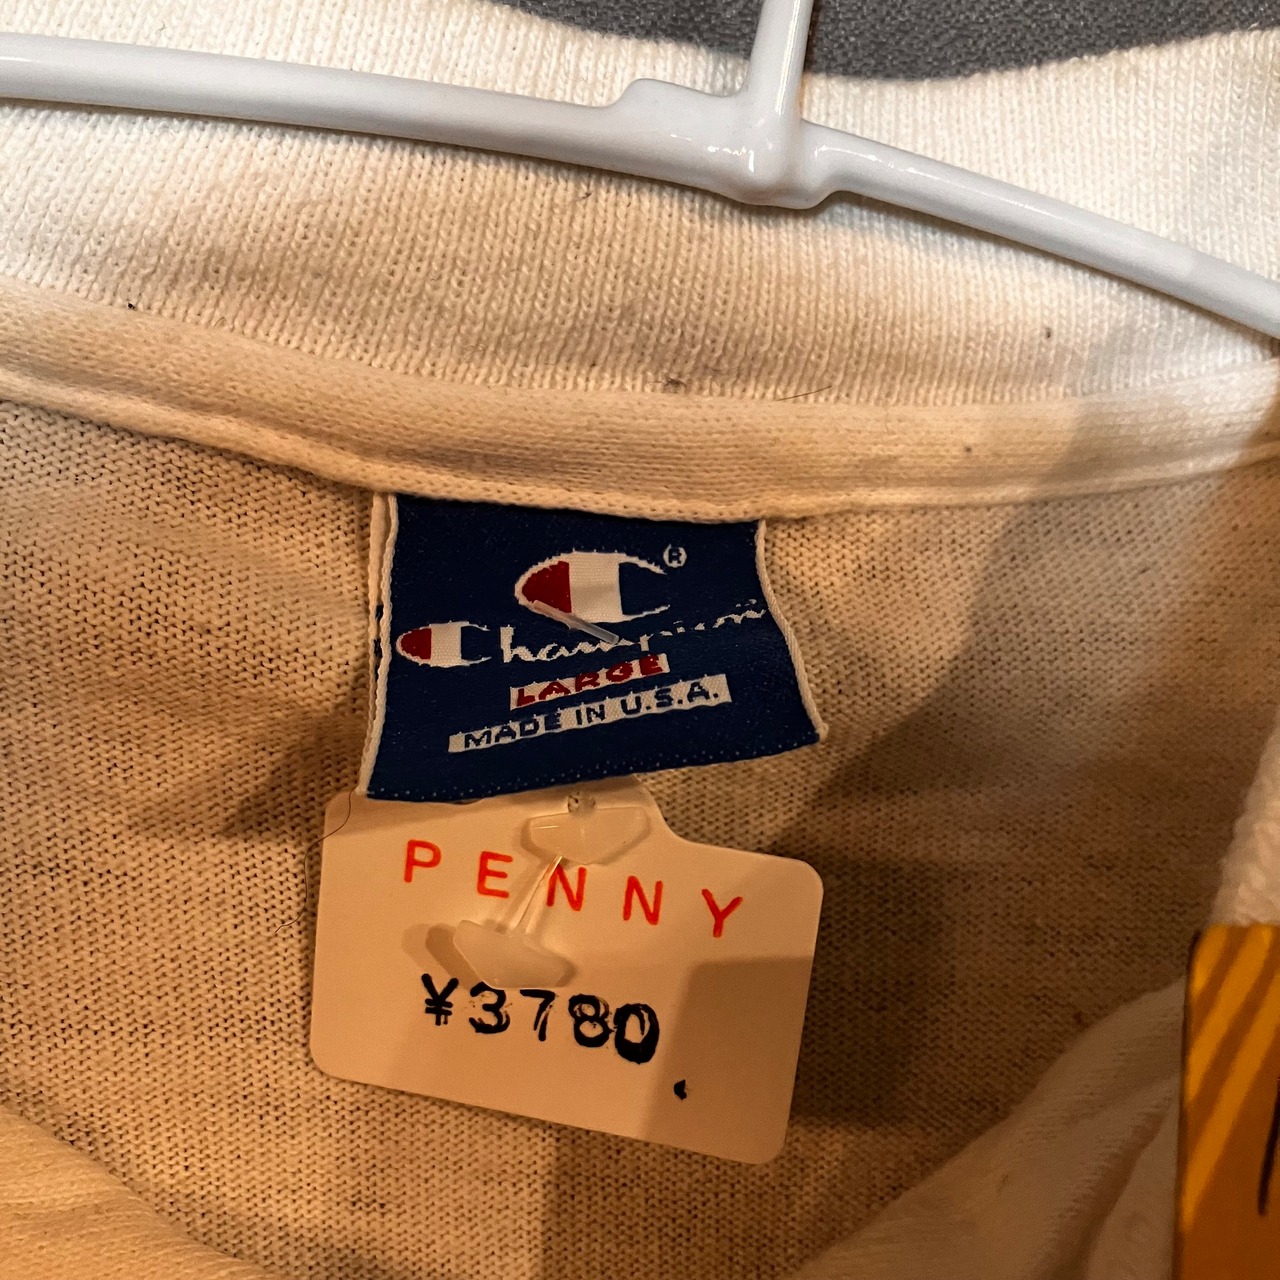 ®
Champion
LARGE
MADE IN U.S.A.
PENNY
¥3780